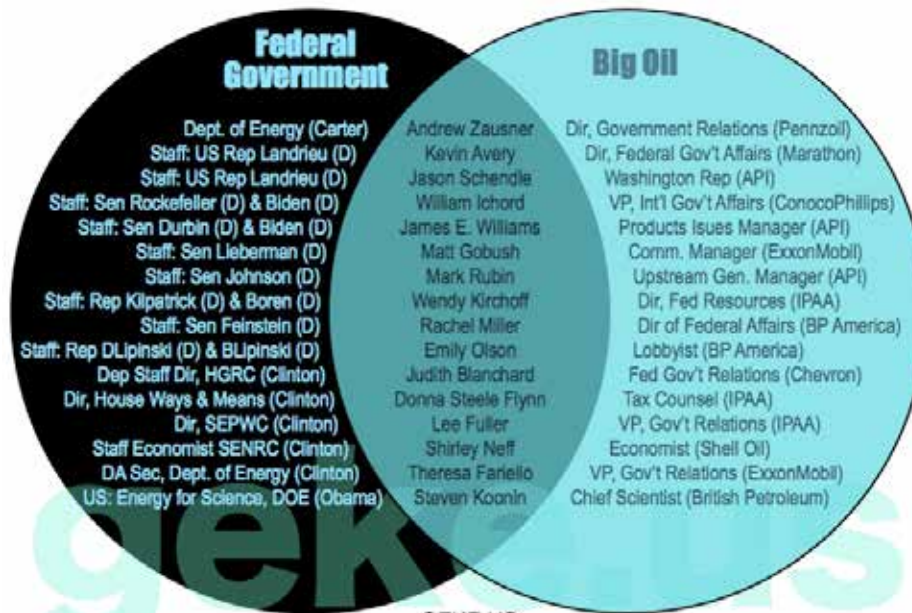 Federal Big Oil
Government
Dept. of Energy (Carter) Andrew Zausner Dir, Government Relations (Pennzoil)
Staff: US Rep Landrieu (D) Kevin Avery Dir, Federal Gov't Affairs (Marathon)
Staff: US Rep Landrieu (D) Jason Schendle Washington Rep (API)
Staff: Sen Rockefeller (D) & Biden (D) William Ichord VP, Int'l Gov't Affairs (ConocoPhillips)
Staff: Sen Durbin (D) & Biden (D) James E. Williams Products Isues Manager (API)
Staff: Sen Lieberman (D) Matt Gobush Comm. Manager (ExxonMobil)
Staff: Sen Johnson (D) Mark Rubin Upstream Gen. Manager (API)
Staff: Rep Kilpatrick (D) & Boren (D) Wendy Kirchoff Dir, Fed Resources (IPAA)
Staff: Sen Feinstein (D) Rachel Miller Dir of Federal Affairs (BP America)
Staff: Rep DLipinski (D) & BLipinski (D) Emily Olson Lobbyist (BP America)
Dep Staff Dir, HGRC (Clinton) Judith Blanchard Fed Gov't Relations (Chevron)
Dir, House Ways & Means (Clinton) Donna Steele Flynn Tax Counsel (IPAA)
Dir, SEPWC (Clinton) Lee Fuller VP, Gov't Relations (IPAA)
Staff Economist SENRC (Clinton) Shirley Neff Economist (Shell Oil)
DA Sec, Dept. of Energy (Clinton) Theresa Fariello VP, Gov't Relations (ExxonMobil)
US: Energy for Science, DOE (Obama) Steven Koonin Chief Scientist (British Petroleum)
geke.us